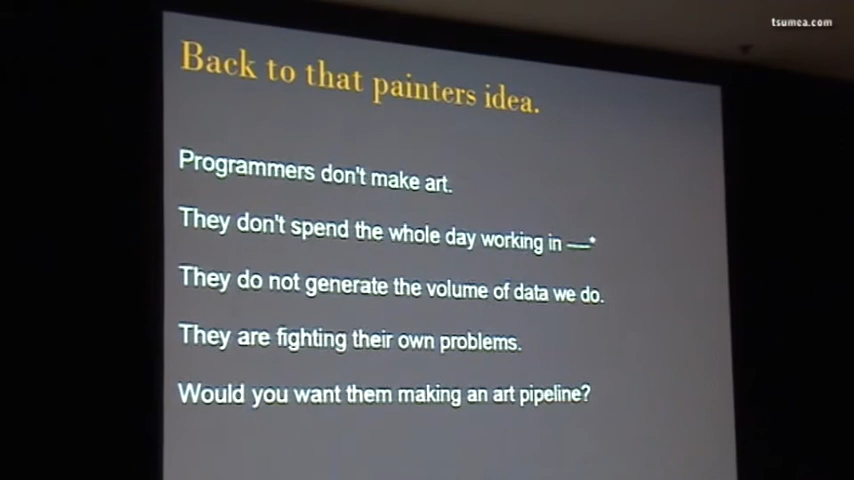 tsumea.com
Back to that painters idea.
Programmers don't make art.
They don't spend the whole day working in —*
They do not generate the volume of data we do.
They are fighting their own problems.
Would you want them making an art pipeline?